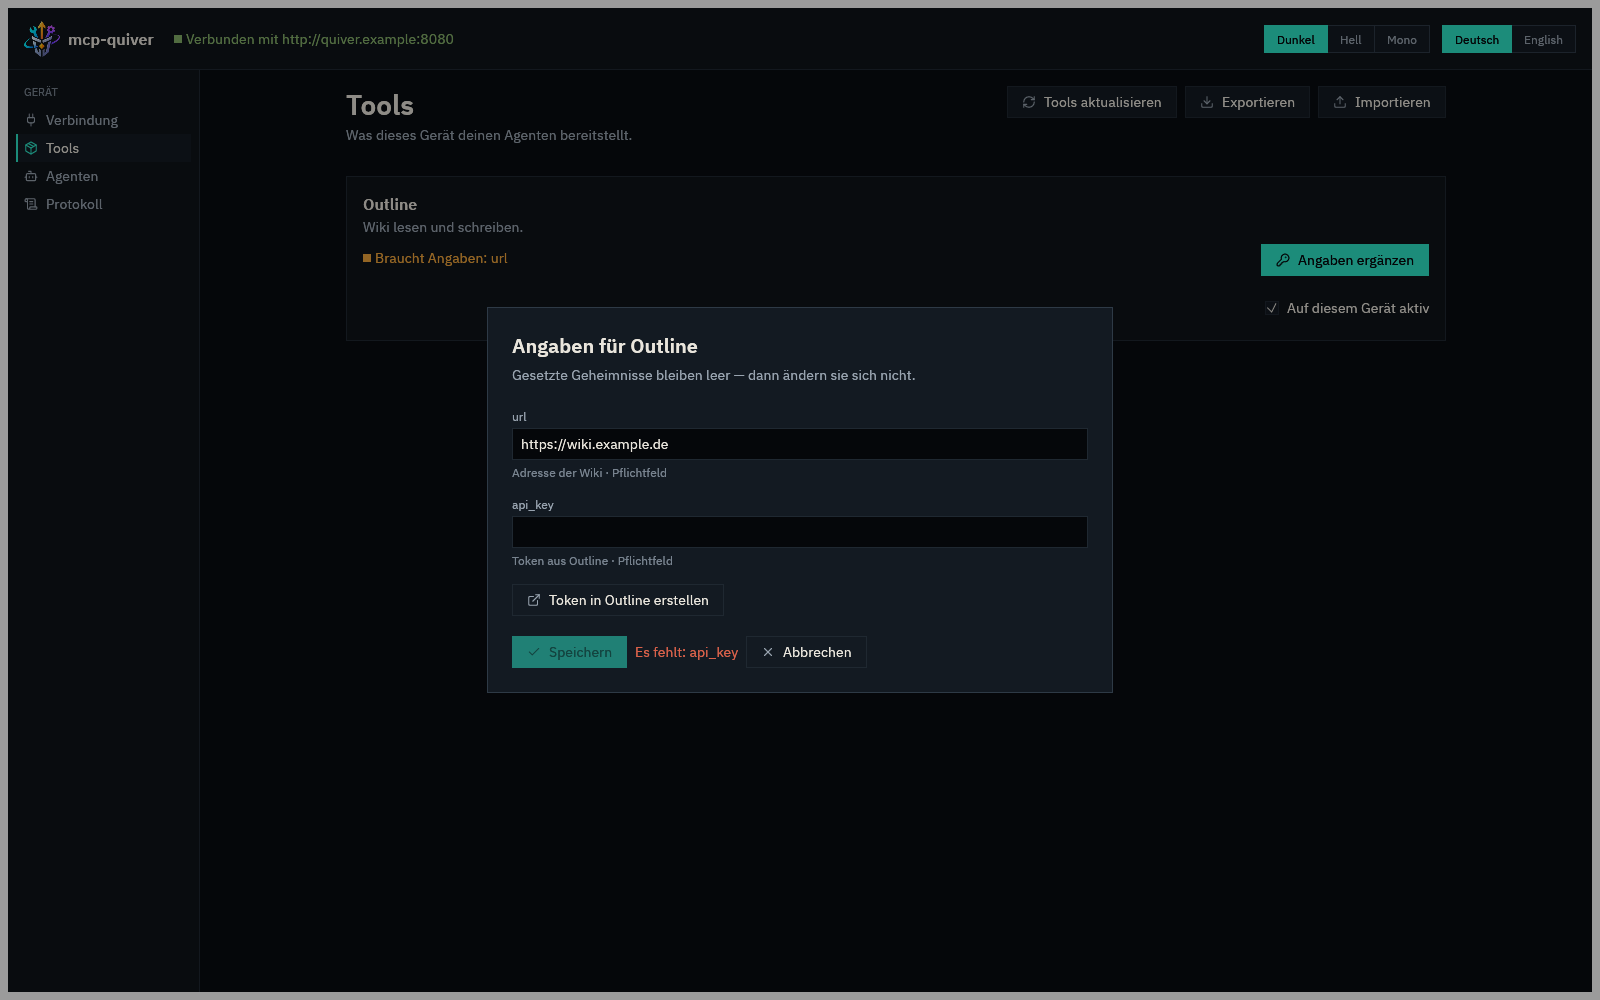 mcp-quiver
Verbunden mit http://quiver.example:8080
Dunkel
Hell
Mono
Deutsch
English
GERÄT
Verbindung
Tools
Agenten
Protokoll
Tools
Was dieses Gerät deinen Agenten bereitstellt.
Tools aktualisieren
Exportieren
Importieren
Outline
Wiki lesen und schreiben.
Braucht Angaben: url
Angaben ergänzen
Auf diesem Gerät aktiv
Angaben für Outline
Gesetzte Geheimnisse bleiben leer — dann ändern sie sich nicht.
url
https://wiki.example.de
Adresse der Wiki · Pflichtfeld
api_key
Token aus Outline · Pflichtfeld
Token in Outline erstellen
Speichern
Es fehlt: api_key
Abbrechen